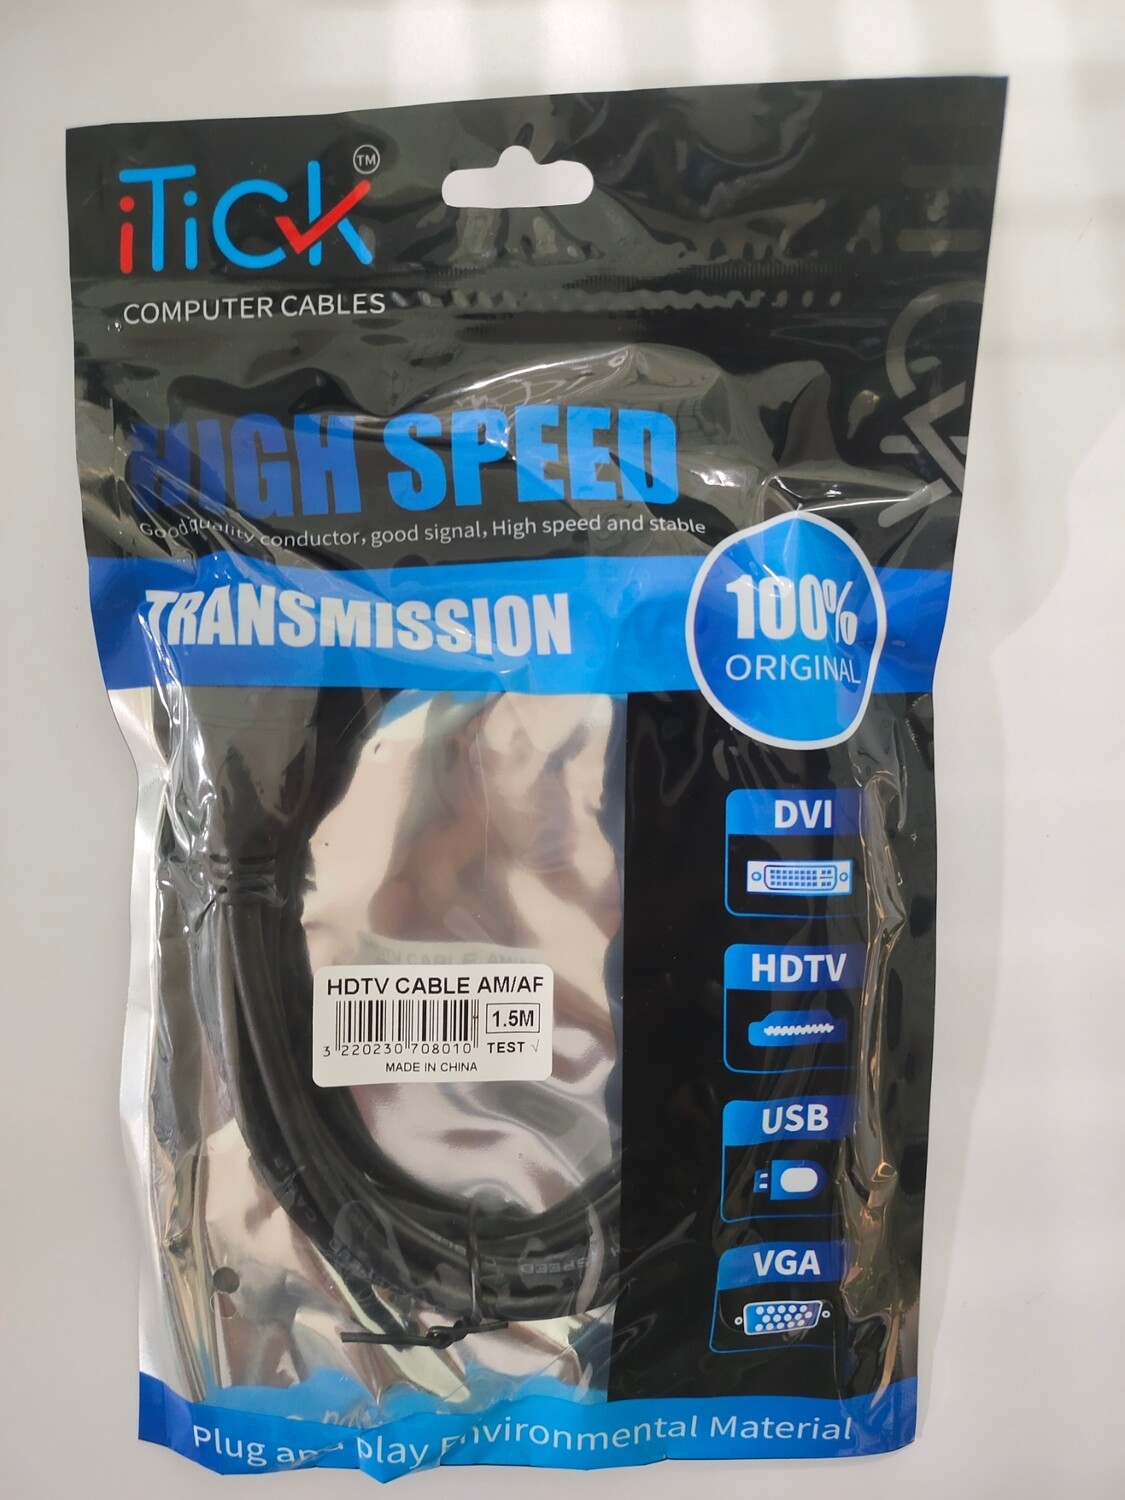 iTick™
COMPUTER CABLES
HIGH SPEED
Good quality conductor, good signal, High speed and stable
TRANSMISSION
100%
ORIGINAL
DVI
HDTV
HDTV CABLE AM/AF
1.5M
3 220230 708010
TEST √
MADE IN CHINA
USB
VGA
SPEED
Plug and play Environmental Material